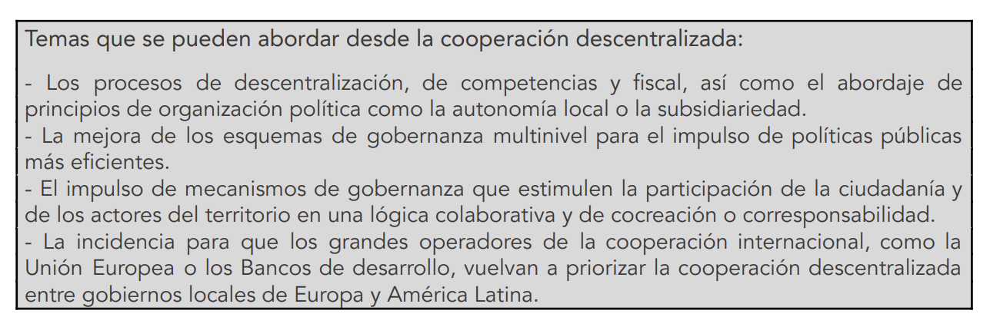 Temas que se pueden abordar desde la cooperación descentralizada:
- Los procesos de descentralización, de competencias y fiscal, así como el abordaje de
principios de organización política como la autonomía local o la subsidiariedad.
- La mejora de los esquemas de gobernanza multinivel para el impulso de políticas públicas
más eficientes.
- El impulso de mecanismos de gobernanza que estimulen la participación de la ciudadanía y
de los actores del territorio en una lógica colaborativa y de cocreación o corresponsabilidad.
- La incidencia para que los grandes operadores de la cooperación internacional, como la
Unión Europea o los Bancos de desarrollo, vuelvan a priorizar la cooperación descentralizada
entre gobiernos locales de Europa y América Latina.